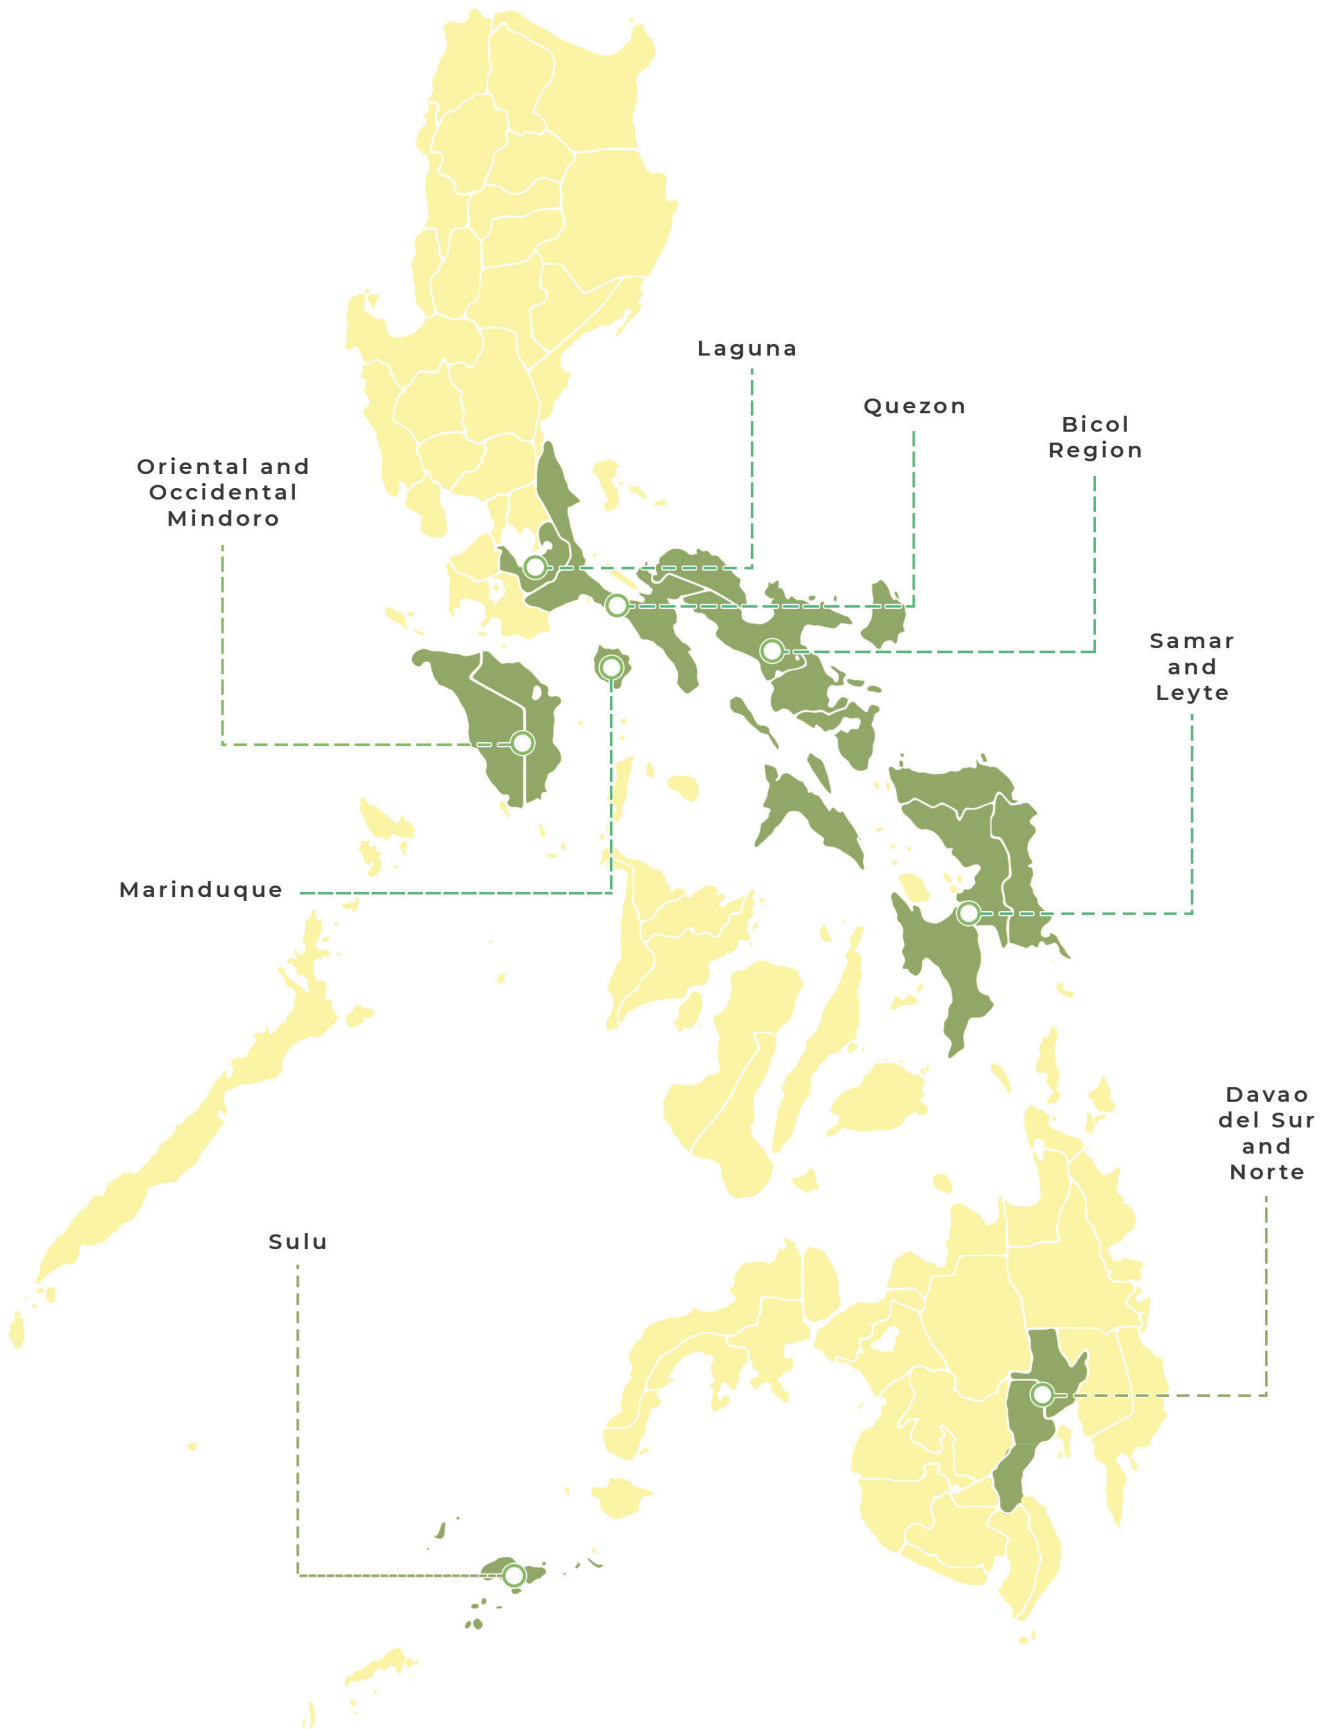 Laguna
Quezon
Bicol
Region
Oriental and
Occidental
Mindoro
Samar
and
Leyte
Marinduque
Davao
del Sur
and
Norte
Sulu